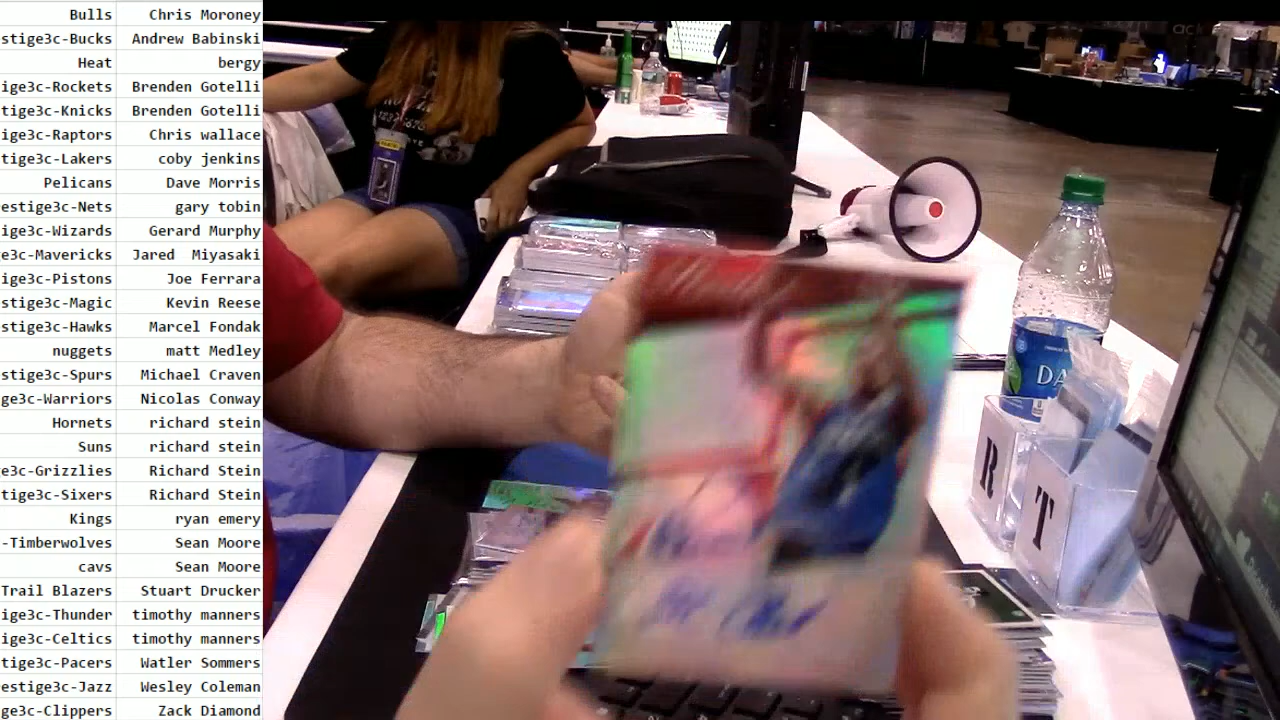 Bulls Chris Moroney
stige3c-Bucks Andrew Babinski
Heat bergy
ige3c-Rockets Brenden Gotelli
ige3c-Knicks Brenden Gotelli
ige3c-Raptors Chris wallace
tige3c-Lakers coby jenkins
Pelicans Dave Morris
estige3c-Nets gary tobin
ige3c-Wizards Gerard Murphy
e3c-Mavericks Jared Miyasaki
ige3c-Pistons Joe Ferrara
stige3c-Magic Kevin Reese
stige3c-Hawks Marcel Fondak
nuggets matt Medley
stige3c-Spurs Michael Craven
ge3c-Warriors Nicolas Conway
Hornets richard stein
Suns richard stein
e3c-Grizzlies Richard Stein
tige3c-Sixers Richard Stein
Kings ryan emery
-Timberwolves Sean Moore
cavs Sean Moore
Trail Blazers Stuart Drucker
ige3c-Thunder timothy manners
ige3c-Celtics timothy manners
tige3c-Pacers Watler Sommers
estige3c-Jazz Wesley Coleman
ge3c-Clippers Zack Diamond
DA
R
T